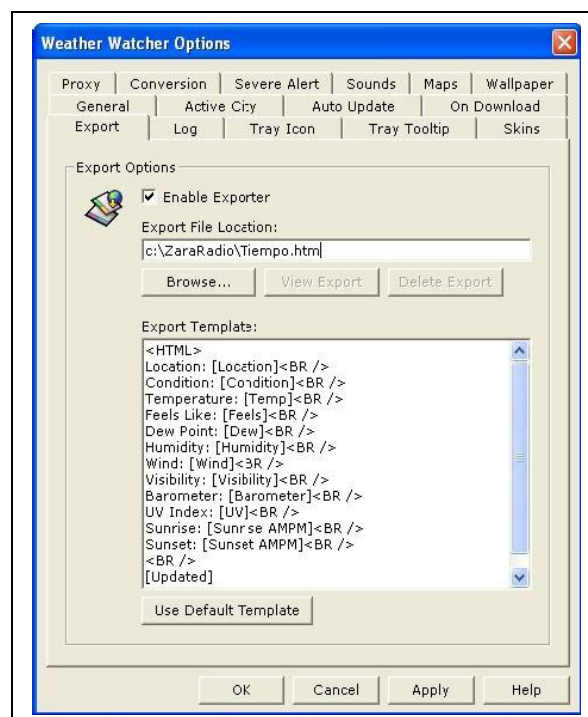 Weather Watcher Options
Proxy Conversion Severe Alert Sounds Maps Wallpaper
General Active City Auto Update On Download
Export Log Tray Icon Tray Tooltip Skins
Export Options
Enable Exporter
Export File Location:
c:\ZaraRadio\Tiempo.htm
Browse... View Export Delete Export
Export Template:
<HTML>
Location: [Location]<BR />
Condition: [Condition]<BR />
Temperature: [Temp]<BR />
Feels Like: [Feels]<BR />
Dew Point: [Dew]<BR />
Humidity: [Humidity]<BR />
Wind: [Wind]<BR />
Visibility: [Visibility]<BR />
Barometer: [Barometer]<BR />
UV Index: [UV]<BR />
Sunrise: [Sunrise AMPM]<BR />
Sunset: [Sunset AMPM]<BR />
<BR />
[Updated]
Use Default Template
OK Cancel Apply Help